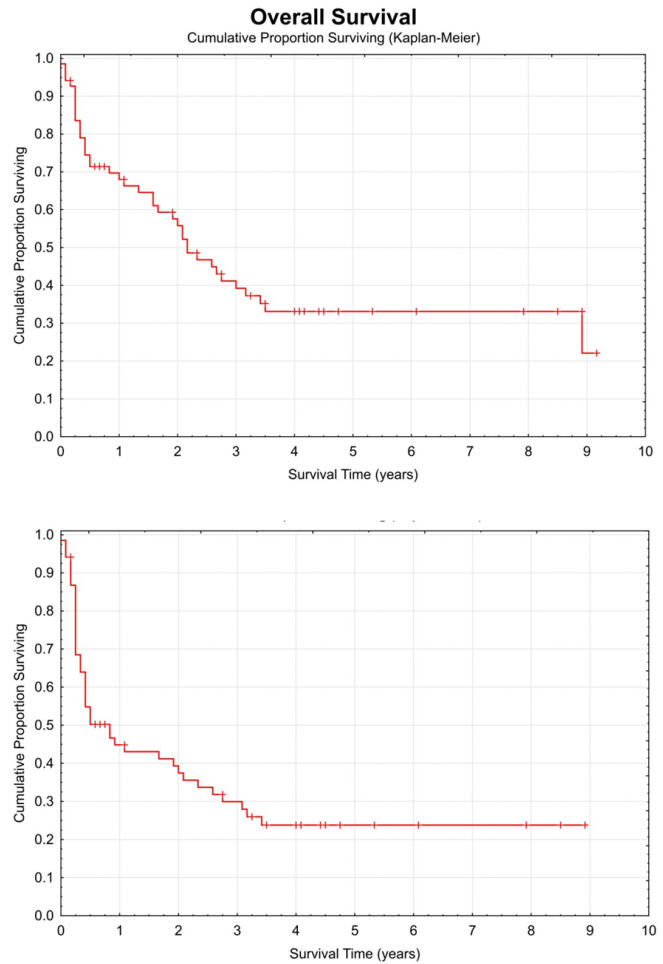 Overall Survival
Cumulative Proportion Surviving (Kaplan-Meier)
Cumulative Proportion Surviving
1.0
0.9
0.8
0.7
0.6
0.5
0.4
0.3
0.2
0.1
0.0
0 1 2 3 4 5 6 7 8 9 10
Survival Time (years)
Cumulative Proportion Surviving
1.0
0.9
0.8
0.7
0.6
0.5
0.4
0.3
0.2
0.1
0.0
0 1 2 3 4 5 6 7 8 9 10
Survival Time (years)